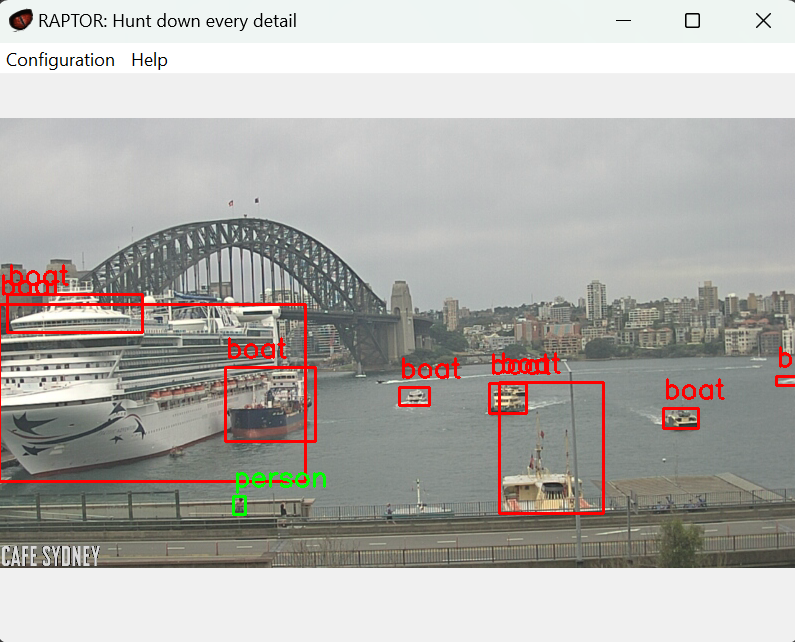 RAPTOR: Hunt down every detail
Configuration Help
boat
boat
boat
boat
boat
boat
boat
b
person
CAFE SYDNEY